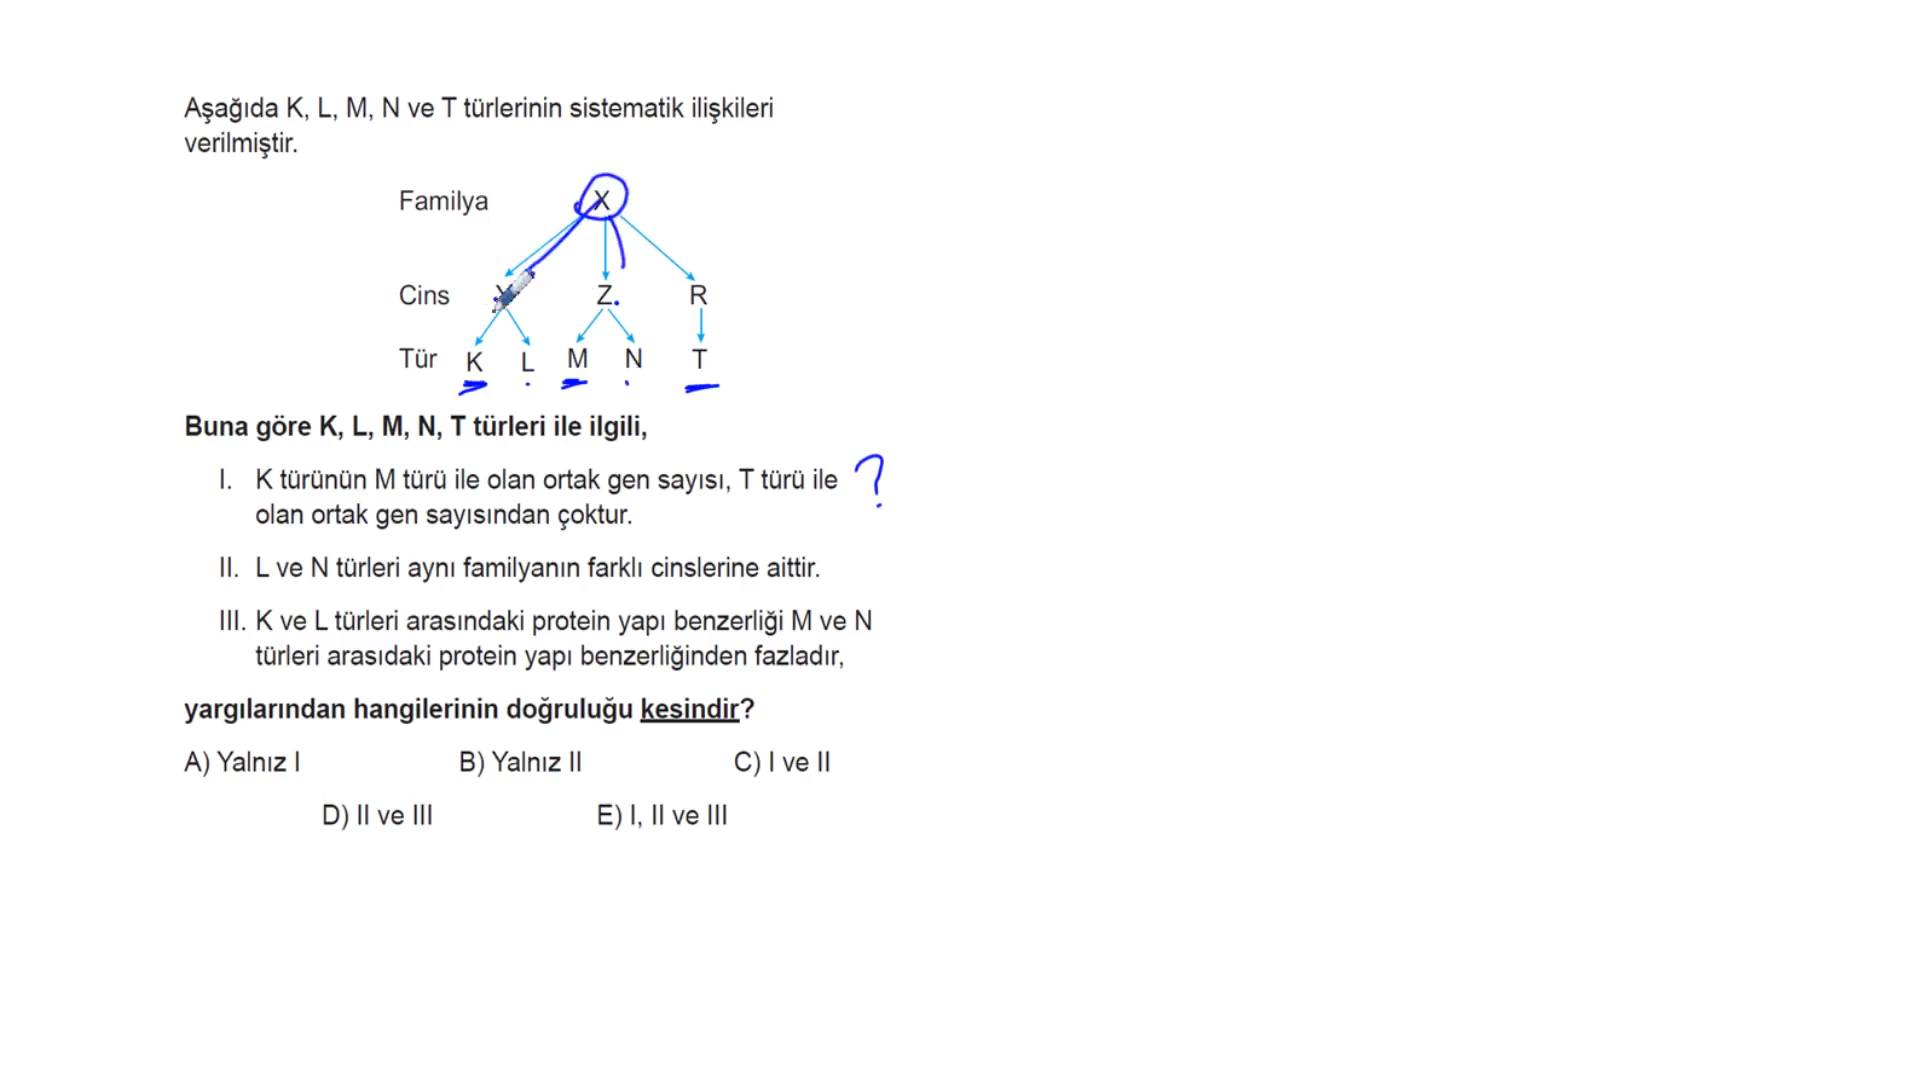 Aşağıda K, L, M, N ve T türlerinin sistematik ilişkileri
verilmiştir.
Familya X
Cins Z R
Tür K L M N T
Buna göre K, L, M, N, T türleri ile ilgili,
I. K türünün M türü ile olan ortak gen sayısı, T türü ile ?
olan ortak gen sayısından çoktur.
II. L ve N türleri aynı familyanın farklı cinslerine aittir.
III. K ve L türleri arasındaki protein yapı benzerliği M ve N
türleri arasıdaki protein yapı benzerliğinden fazladır,
yargılarından hangilerinin doğruluğu kesindir?
A) Yalnız I B) Yalnız II C) I ve II
D) II ve III E) I, II ve III